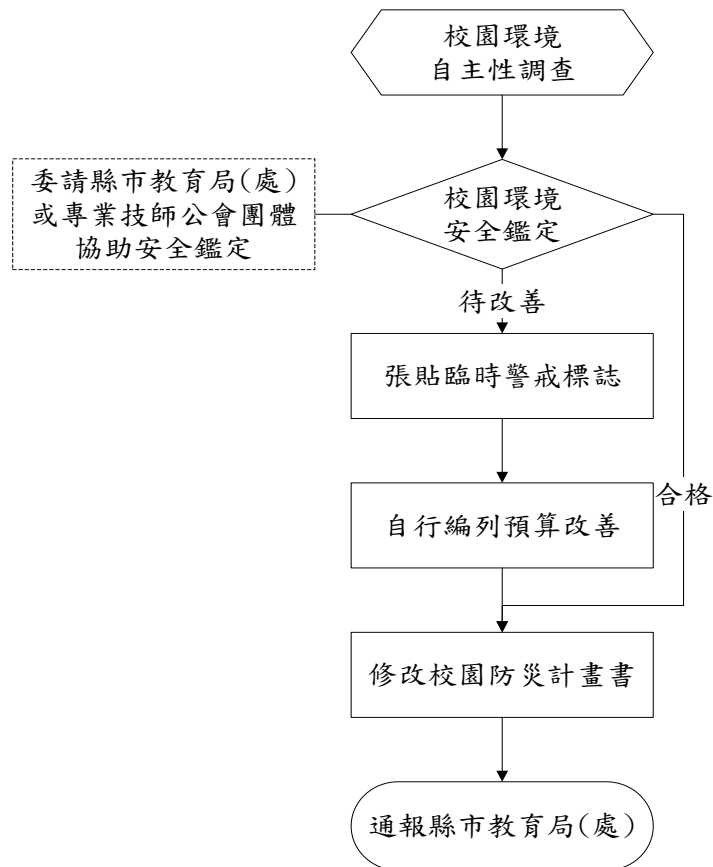 校園環境
自主性調查
委請縣市教育局(處)
或專業技師公會團體
協助安全鑑定
校園環境
安全鑑定
待改善
張貼臨時警戒標誌
合格
自行編列預算改善
修改校園防災計畫書
通報縣市教育局(處)